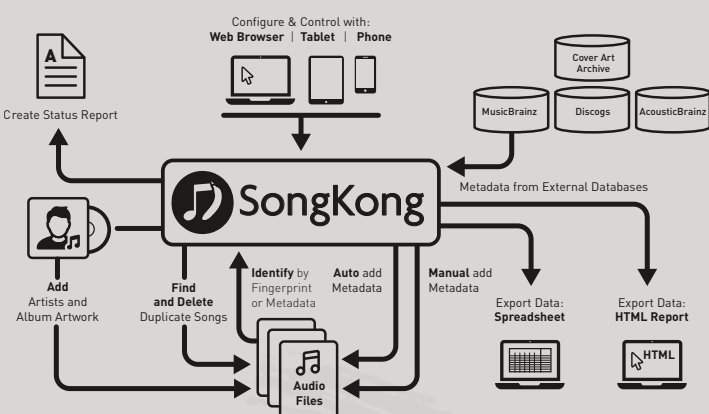 Configure & Control with:
Web Browser | Tablet | Phone
A
Create Status Report
Cover Art
Archive
MusicBrainz
Discogs
AcousticBrainz
Metadata from External Databases
SongKong
Add
Artists and
Album Artwork
Find
and Delete
Duplicate Songs
Identify by
Fingerprint
or Metadata
Auto add
Metadata
Manual add
Metadata
Export Data:
Spreadsheet
Export Data:
HTML Report
HTML
Audio
Files